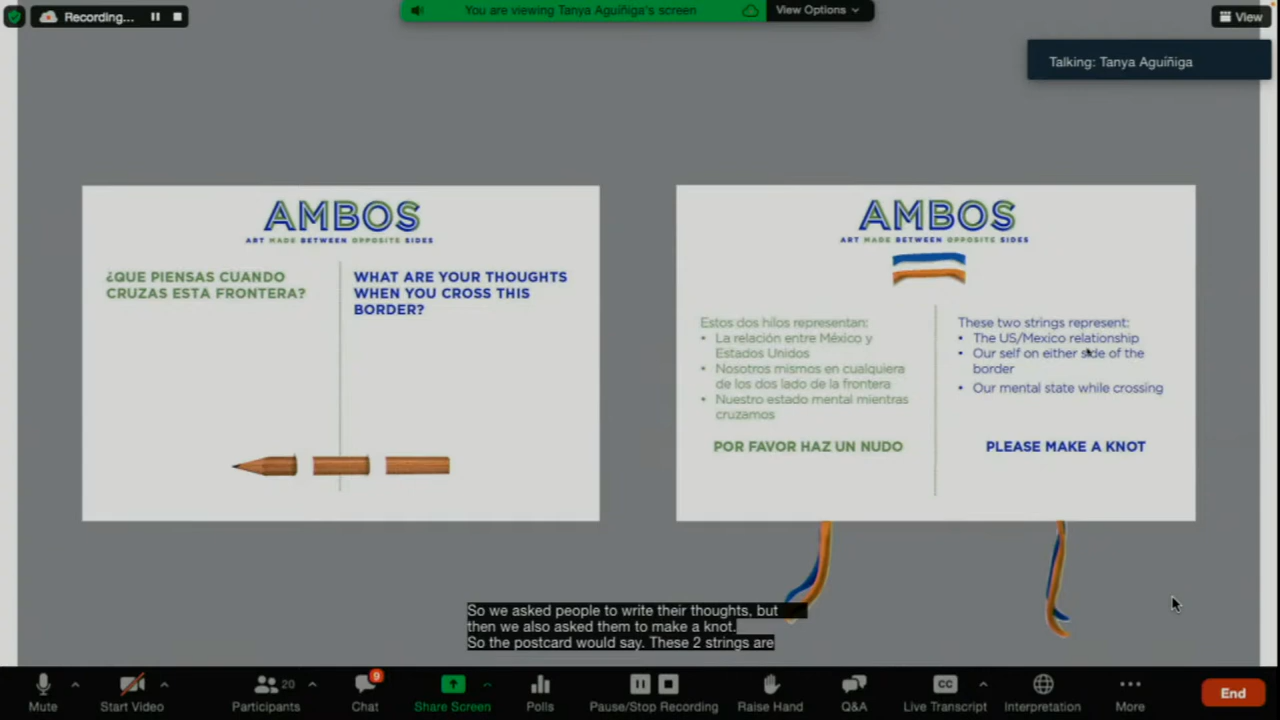 Recording...
You are viewing Tanya Aguiñiga's screen
View Options
View
Talking: Tanya Aguiñiga
AMBOS
ART MADE BETWEEN OPPOSITE SIDES
¿QUE PIENSAS CUANDO
CRUZAS ESTA FRONTERA?
WHAT ARE YOUR THOUGHTS
WHEN YOU CROSS THIS
BORDER?
AMBOS
ART MADE BETWEEN OPPOSITE SIDES
Estos dos hilos representan:
• La relación entre México y
Estados Unidos
• Nosotros mismos en cualquiera
de los dos lado de la frontera
• Nuestro estado mental mientras
cruzamos
POR FAVOR HAZ UN NUDO
These two strings represent:
• The US/Mexico relationship
• Our self on either side of the
border
• Our mental state while crossing
PLEASE MAKE A KNOT
So we asked people to write their thoughts, but
then we also asked them to make a knot.
So the postcard would say. These 2 strings are
Mute
Start Video
20
Participants
9
Chat
Share Screen
Polls
Pause/Stop Recording
Raise Hand
Q&A
CC
Live Transcript
Interpretation
More
End